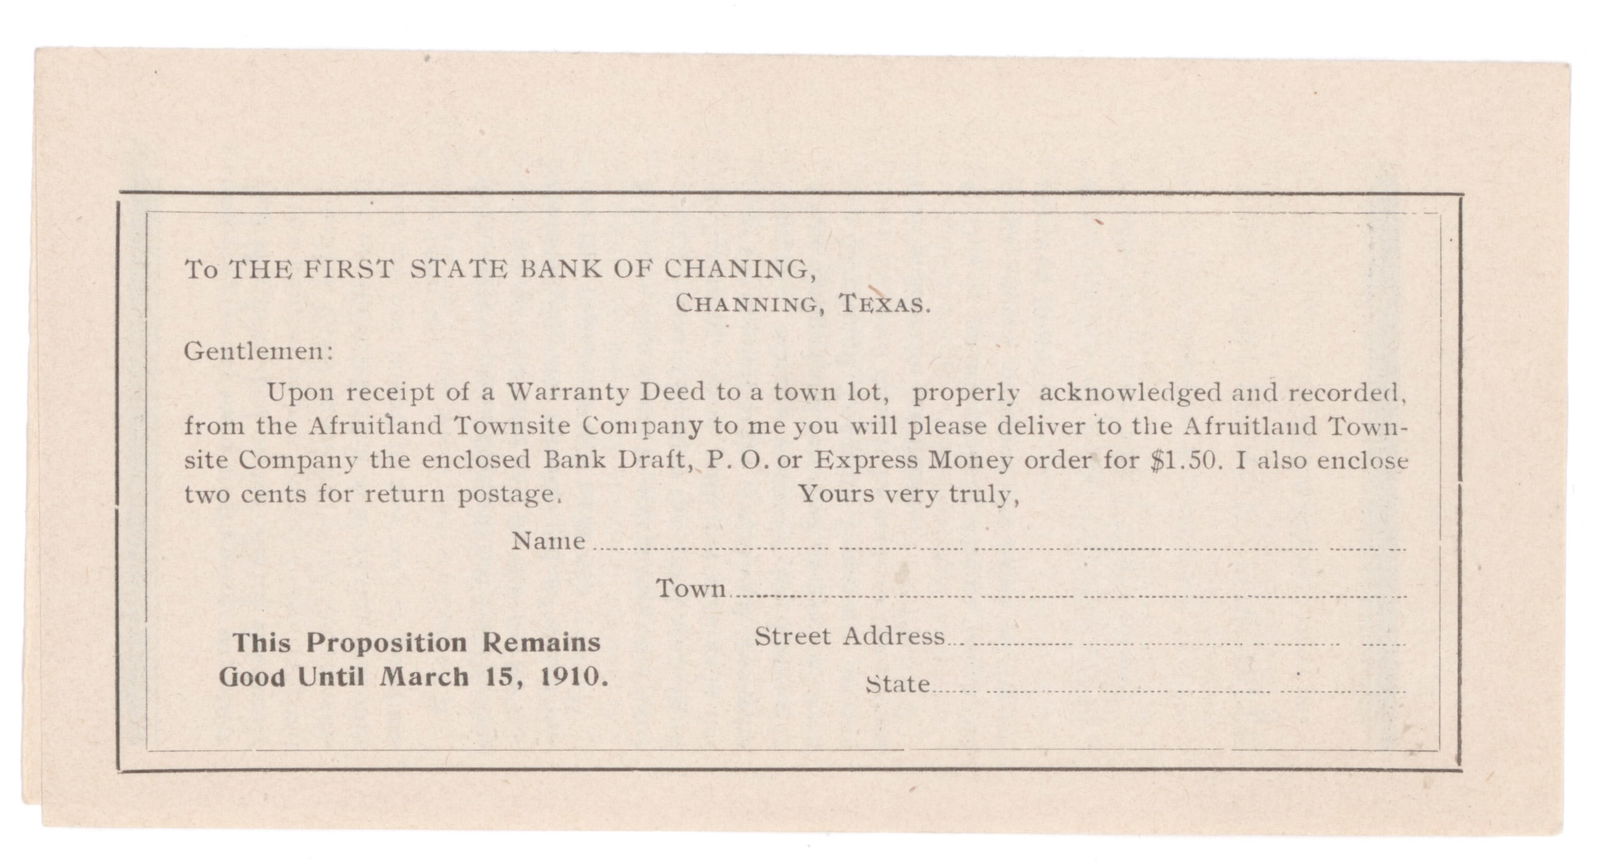 To THE FIRST STATE BANK OF CHANING,
CHANNING, TEXAS.
Gentlemen:
Upon receipt of a Warranty Deed to a town lot, properly acknowledged and recorded,
from the Afruitland Townsite Company to me you will please deliver to the Afruitland Town-
site Company the enclosed Bank Draft, P. O. or Express Money order for $1.50. I also enclose
two cents for return postage. Yours very truly,
Name
Town
This Proposition Remains
Good Until March 15, 1910.
Street Address
State